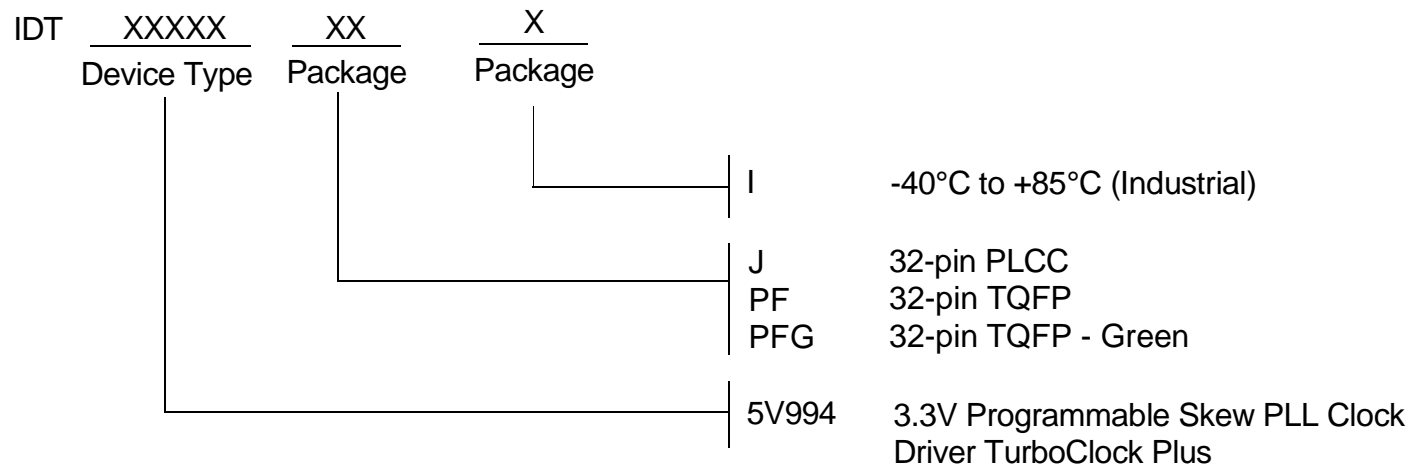 IDT XXXXX XX X
Device Type Package Package
I -40°C to +85°C (Industrial)
J 32-pin PLCC
PF 32-pin TQFP
PFG 32-pin TQFP - Green
5V994 3.3V Programmable Skew PLL Clock
Driver TurboClock Plus